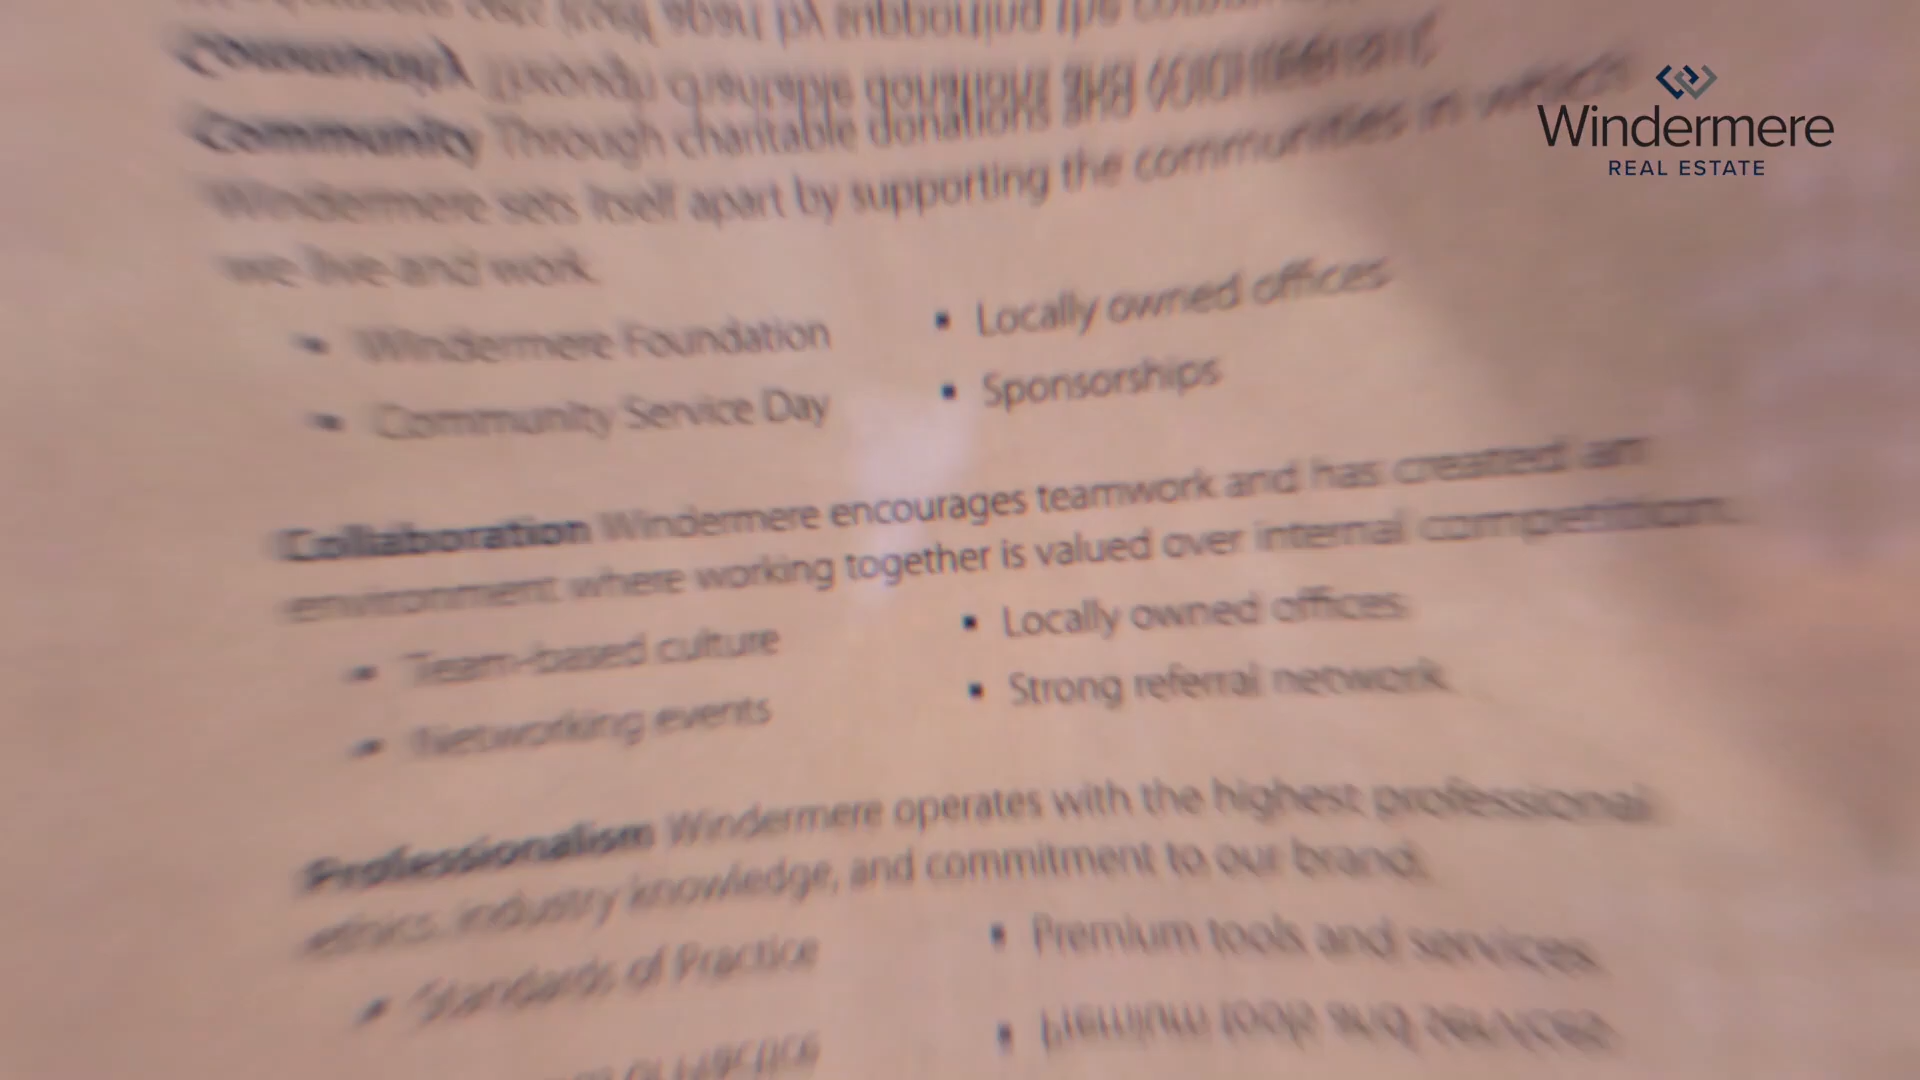 Windermere
REAL ESTATE
Community Through charitable donations and
Windermere sets itself apart by supporting the communities in which
we live and work.
Windermere Foundation
Locally owned offices
Community Service Day
Sponsorships
Collaboration Windermere encourages teamwork and has created an
environment where working together is valued over internal competition.
Team-based culture
Locally owned offices
Networking events
Strong referral network
Professionalism Windermere operates with the highest professional
ethics, industry knowledge, and commitment to our brand.
Standards of Practice
Premium tools and services